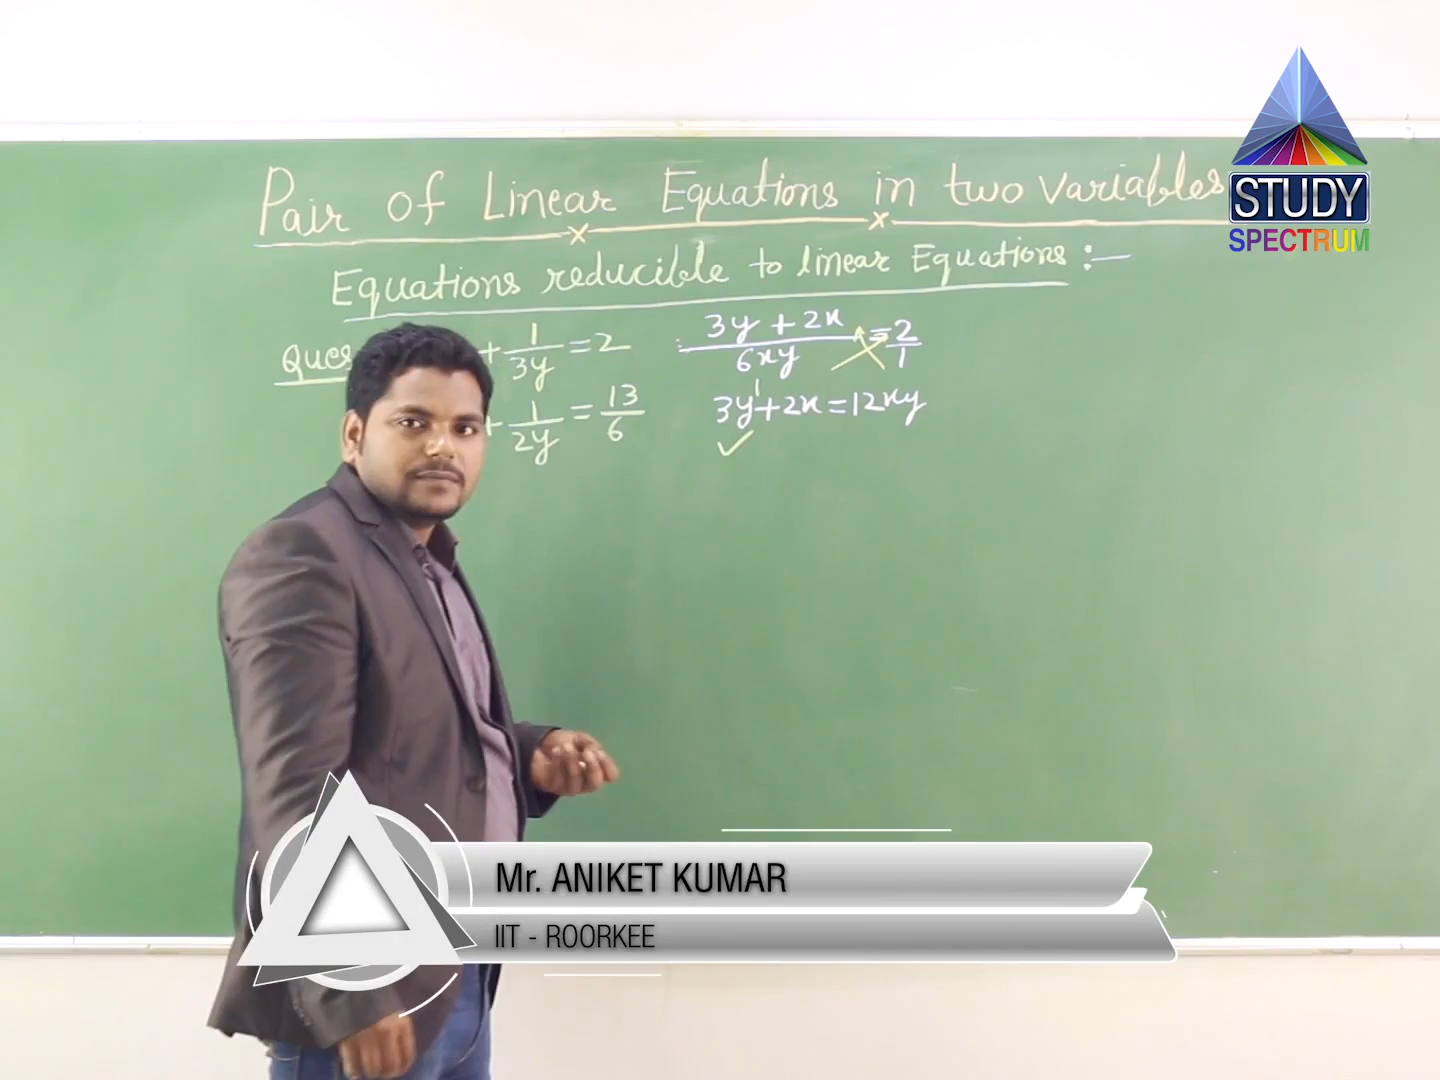 Pair of Linear Equations in two variables
STUDY
SPECTRUM
Equations reducible to linear Equations :—
Ques
+ 1/3y = 2
+ 1/2y = 13/6
3y + 2x / 6xy = 2/1
3y¹ + 2x = 12xy
Mr. ANIKET KUMAR
IIT - ROORKEE